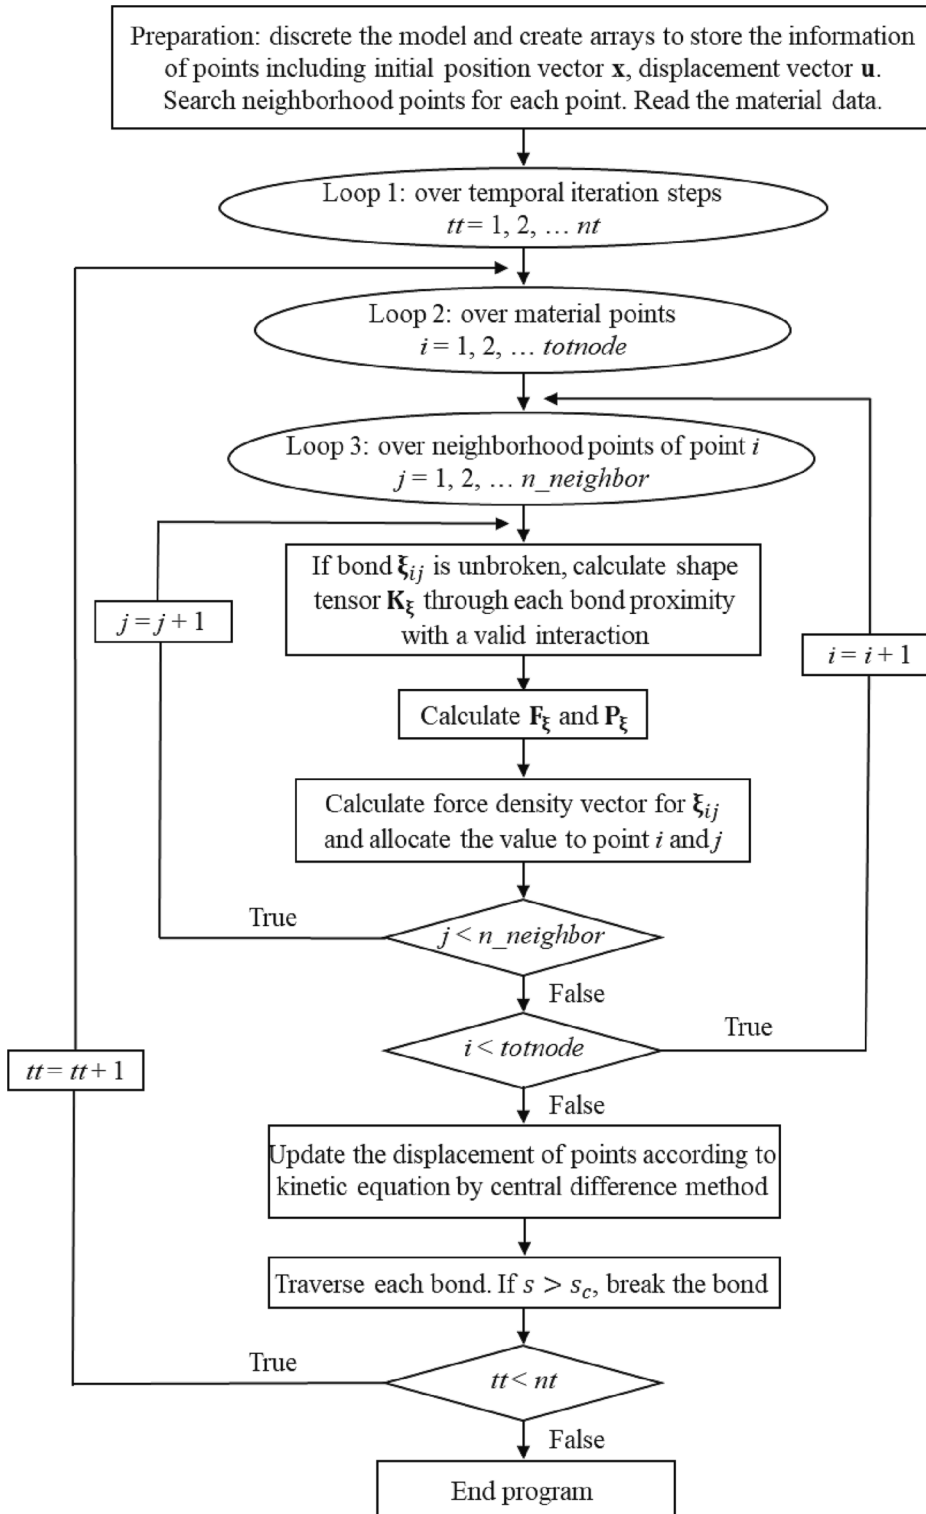 Preparation: discrete the model and create arrays to store the information
of points including initial position vector x, displacement vector u.
Search neighborhood points for each point. Read the material data.
Loop 1: over temporal iteration steps
tt = 1, 2, … nt
Loop 2: over material points
i = 1, 2, … totnode
Loop 3: over neighborhood points of point i
j = 1, 2, … n_neighbor
If bond ξij is unbroken, calculate shape
tensor Kξ through each bond proximity
with a valid interaction
j = j + 1
i = i + 1
Calculate Fξ and Pξ
Calculate force density vector for ξij
and allocate the value to point i and j
True
j < n_neighbor
False
True
i < totnode
tt = tt + 1
False
Update the displacement of points according to
kinetic equation by central difference method
Traverse each bond. If s > sc, break the bond
True
tt < nt
False
End program